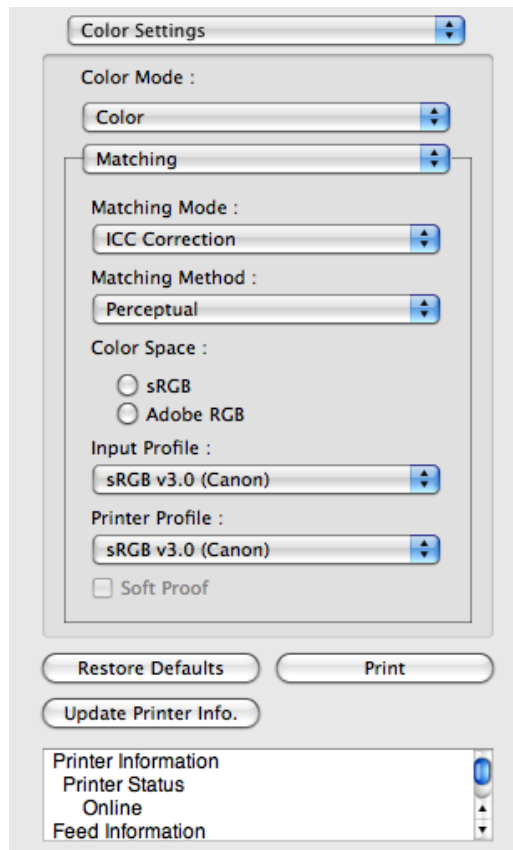 Color Settings
Color Mode :
Color
Matching
Matching Mode :
ICC Correction
Matching Method :
Perceptual
Color Space :
sRGB
Adobe RGB
Input Profile :
sRGB v3.0 (Canon)
Printer Profile :
sRGB v3.0 (Canon)
Soft Proof
Restore Defaults Print
Update Printer Info.
Printer Information
Printer Status
Online
Feed Information